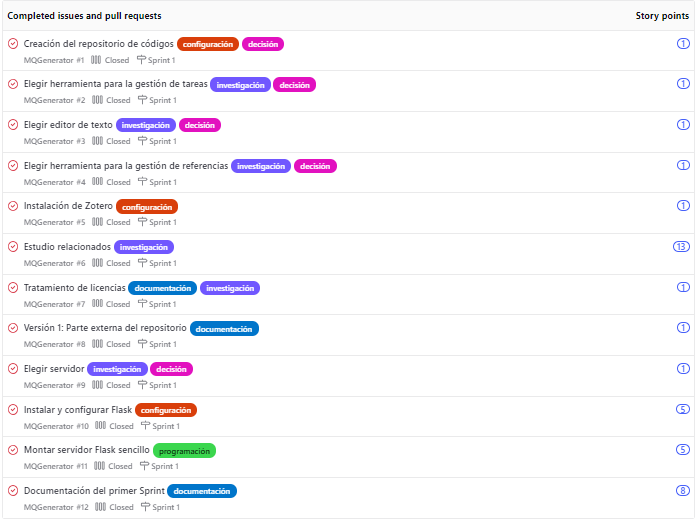 Completed issues and pull requests Story points
Creación del repositorio de códigos configuración decisión 1
MQGenerator #1 Closed Sprint 1
Elegir herramienta para la gestión de tareas investigación decisión 1
MQGenerator #2 Closed Sprint 1
Elegir editor de texto investigación decisión 1
MQGenerator #3 Closed Sprint 1
Elegir herramienta para la gestión de referencias investigación decisión 1
MQGenerator #4 Closed Sprint 1
Instalación de Zotero configuración 1
MQGenerator #5 Closed Sprint 1
Estudio relacionados investigación 13
MQGenerator #6 Closed Sprint 1
Tratamiento de licencias documentación investigación 1
MQGenerator #7 Closed Sprint 1
Versión 1: Parte externa del repositorio documentación 1
MQGenerator #8 Closed Sprint 1
Elegir servidor investigación decisión 1
MQGenerator #9 Closed Sprint 1
Instalar y configurar Flask configuración 5
MQGenerator #10 Closed Sprint 1
Montar servidor Flask sencillo programación 5
MQGenerator #11 Closed Sprint 1
Documentación del primer Sprint documentación 8
MQGenerator #12 Closed Sprint 1